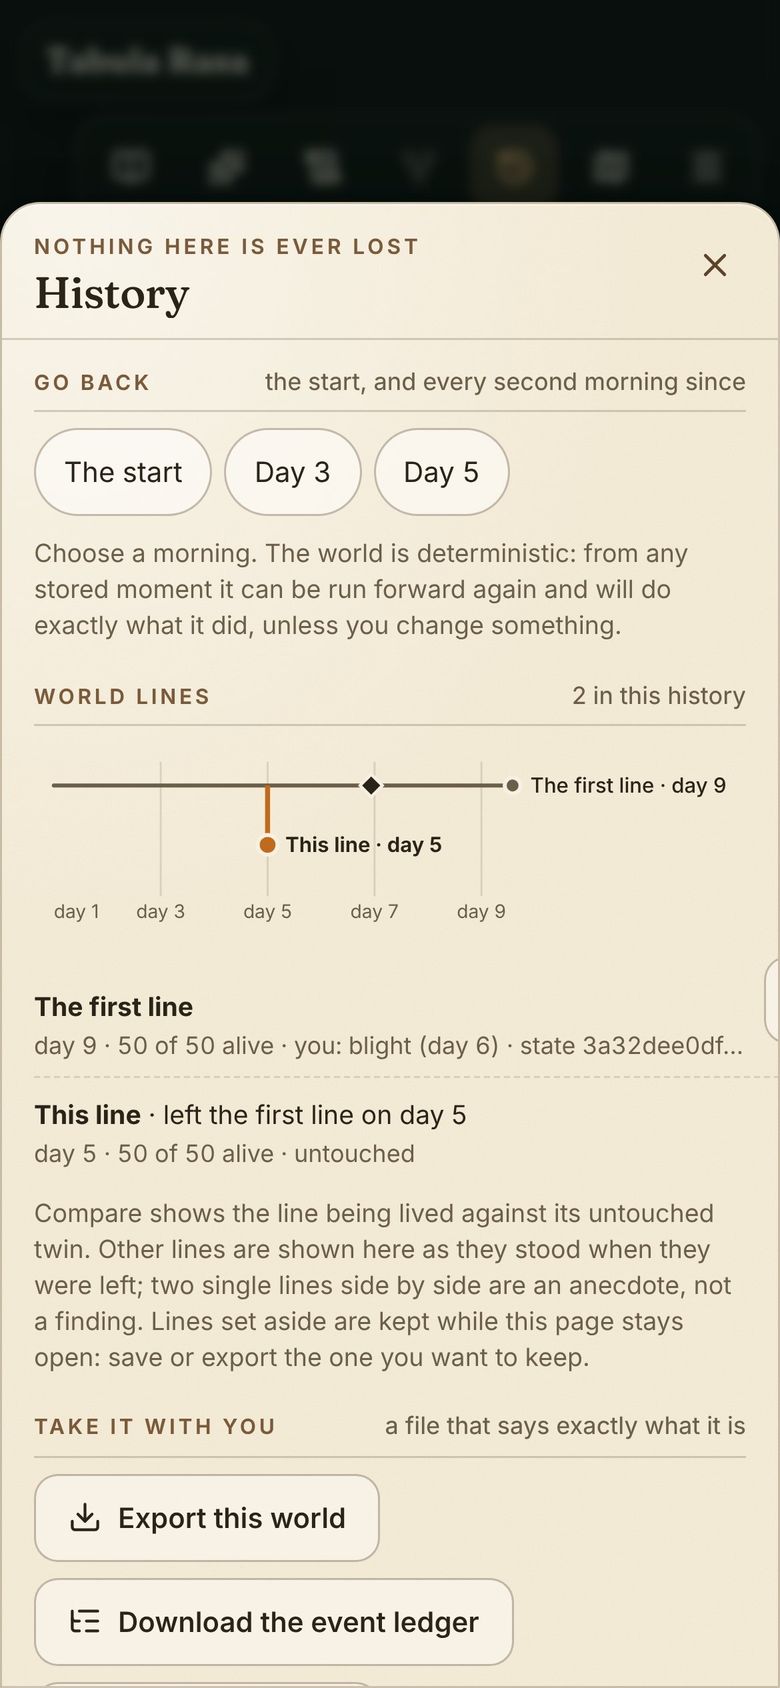 Tabula Rasa
NOTHING HERE IS EVER LOST
History
GO BACK the start, and every second morning since
The start Day 3 Day 5
Choose a morning. The world is deterministic: from any
stored moment it can be run forward again and will do
exactly what it did, unless you change something.
WORLD LINES 2 in this history
The first line · day 9
This line · day 5
day 1 day 3 day 5 day 7 day 9
The first line
day 9 · 50 of 50 alive · you: blight (day 6) · state 3a32dee0df...
This line · left the first line on day 5
day 5 · 50 of 50 alive · untouched
Compare shows the line being lived against its untouched
twin. Other lines are shown here as they stood when they
were left; two single lines side by side are an anecdote, not
a finding. Lines set aside are kept while this page stays
open: save or export the one you want to keep.
TAKE IT WITH YOU a file that says exactly what it is
Export this world
Download the event ledger